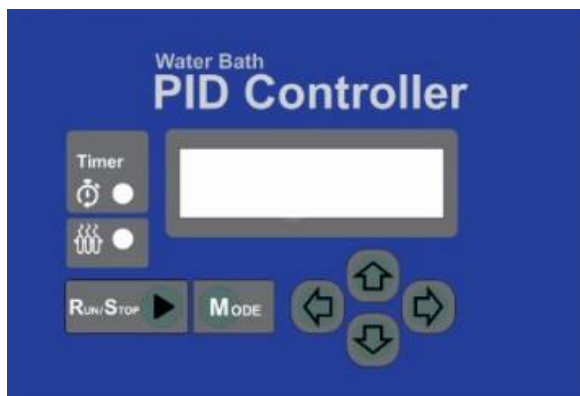 Water Bath
PID Controller
Timer
RUN/STOP
MODE